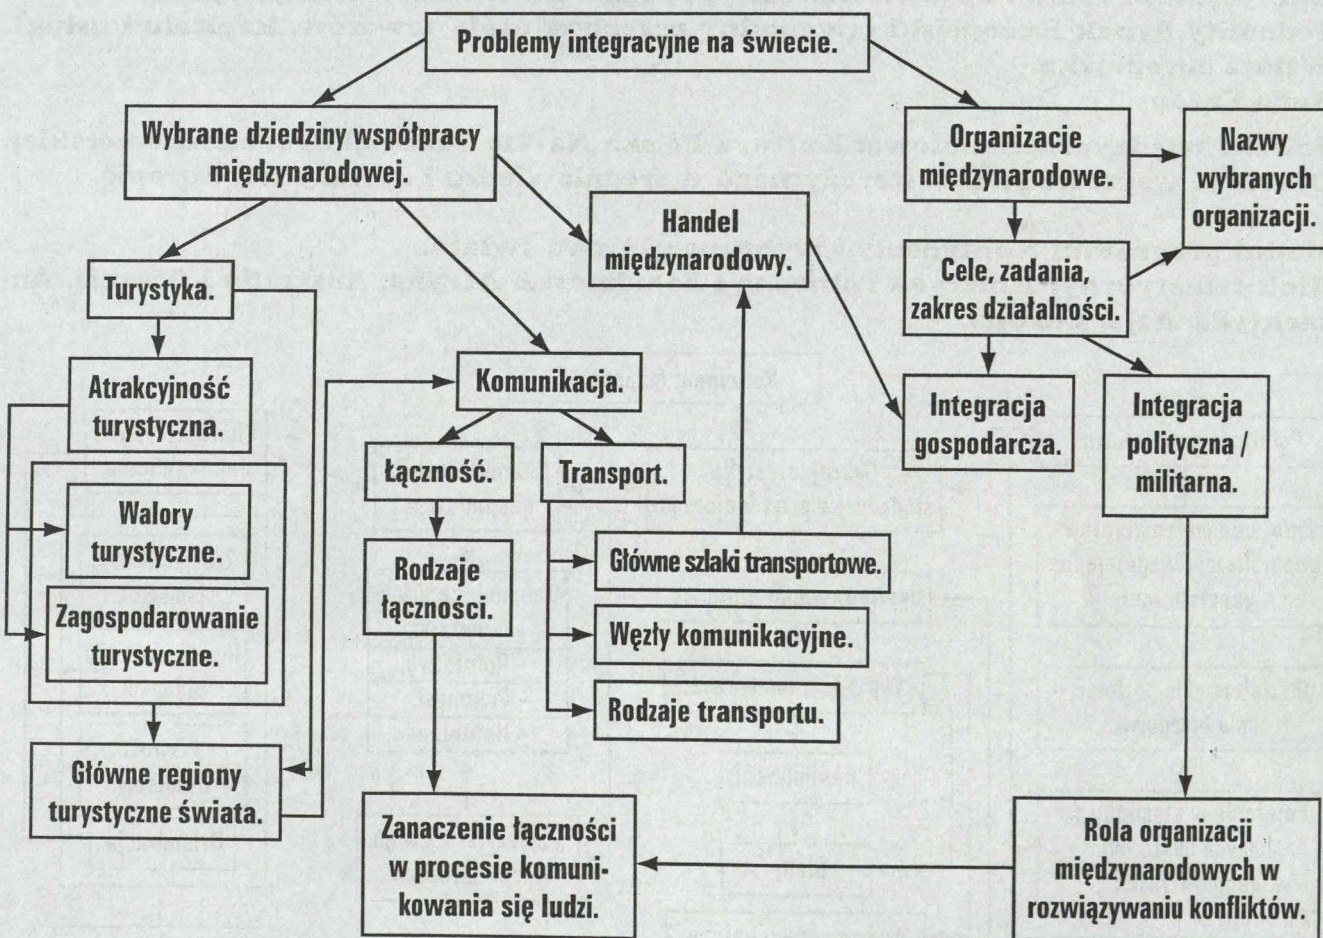 Problemy integracyjne na świecie.
Wybrane dziedziny współpracy
międzynarodowej.
Organizacje
międzynarodowe.
Nazwy
wybranych
organizacji.
Handel
międzynarodowy.
Cele, zadania,
zakres działalności.
Turystyka.
Atrakcyjność
turystyczna.
Komunikacja.
Integracja
gospodarcza.
Integracja
polityczna /
militarna.
Łączność.
Transport.
Walory
turystyczne.
Zagospodarowanie
turystyczne.
Rodzaje
łączności.
Główne szlaki transportowe.
Węzły komunikacyjne.
Rodzaje transportu.
Główne regiony
turystyczne świata.
Zanaczenie łączności
w procesie komuni-
kowania się ludzi.
Rola organizacji
międzynarodowych w
rozwiązywaniu konfliktów.